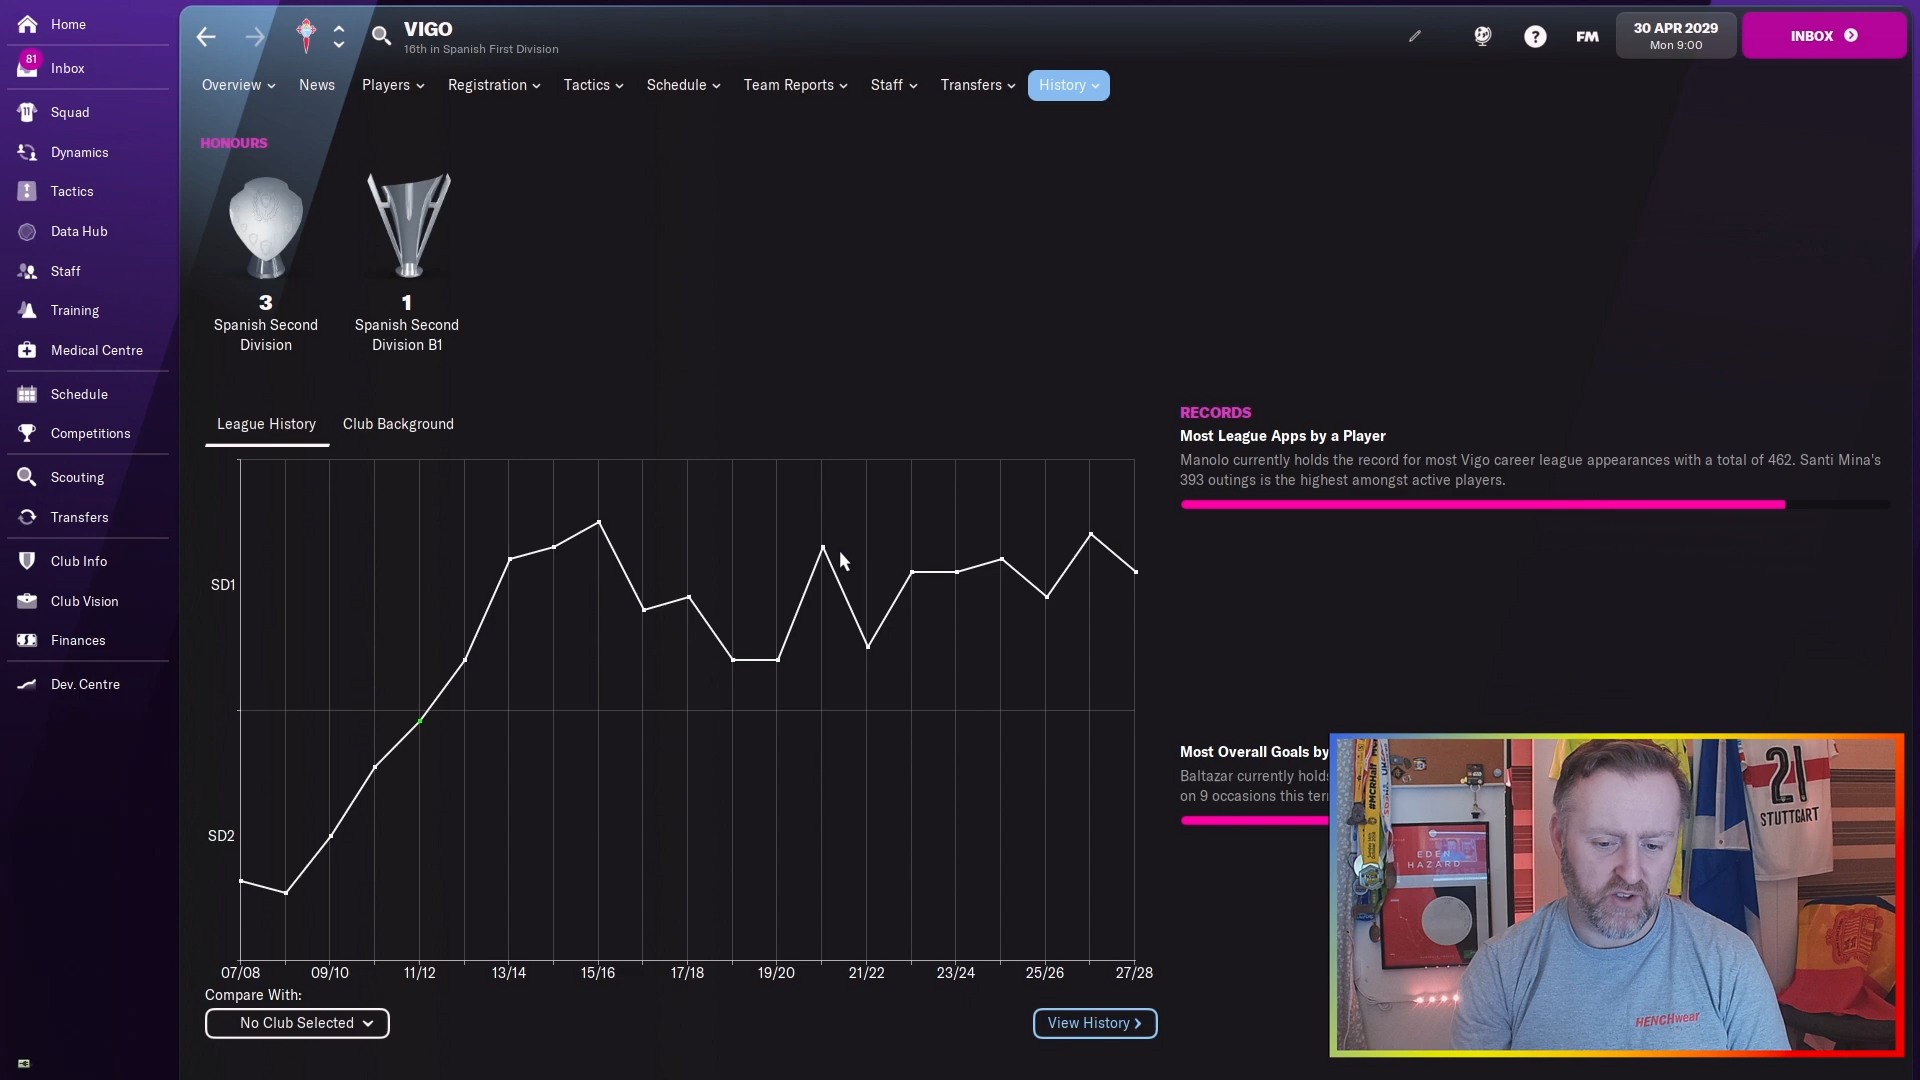 Home
81
Inbox
Squad
Dynamics
Tactics
Data Hub
Staff
Training
Medical Centre
Schedule
Competitions
Scouting
Transfers
Club Info
Club Vision
Finances
Dev. Centre
VIGO
16th in Spanish First Division
FM
30 APR 2029
Mon 9:00
INBOX
Overview
News
Players
Registration
Tactics
Schedule
Team Reports
Staff
Transfers
History
HONOURS
3
Spanish Second
Division
1
Spanish Second
Division B1
League History
Club Background
SD1
SD2
07/08
09/10
11/12
13/14
15/16
17/18
19/20
21/22
23/24
25/26
27/28
Compare With:
No Club Selected
View History
RECORDS
Most League Apps by a Player
Manolo currently holds the record for most Vigo career league appearances with a total of 462. Santi Mina's
393 outings is the highest amongst active players.
Most Overall Goals by
Baltazar currently holds
on 9 occasions this
EDEN
HAZARD
21
STUTTGART
HENCHwear